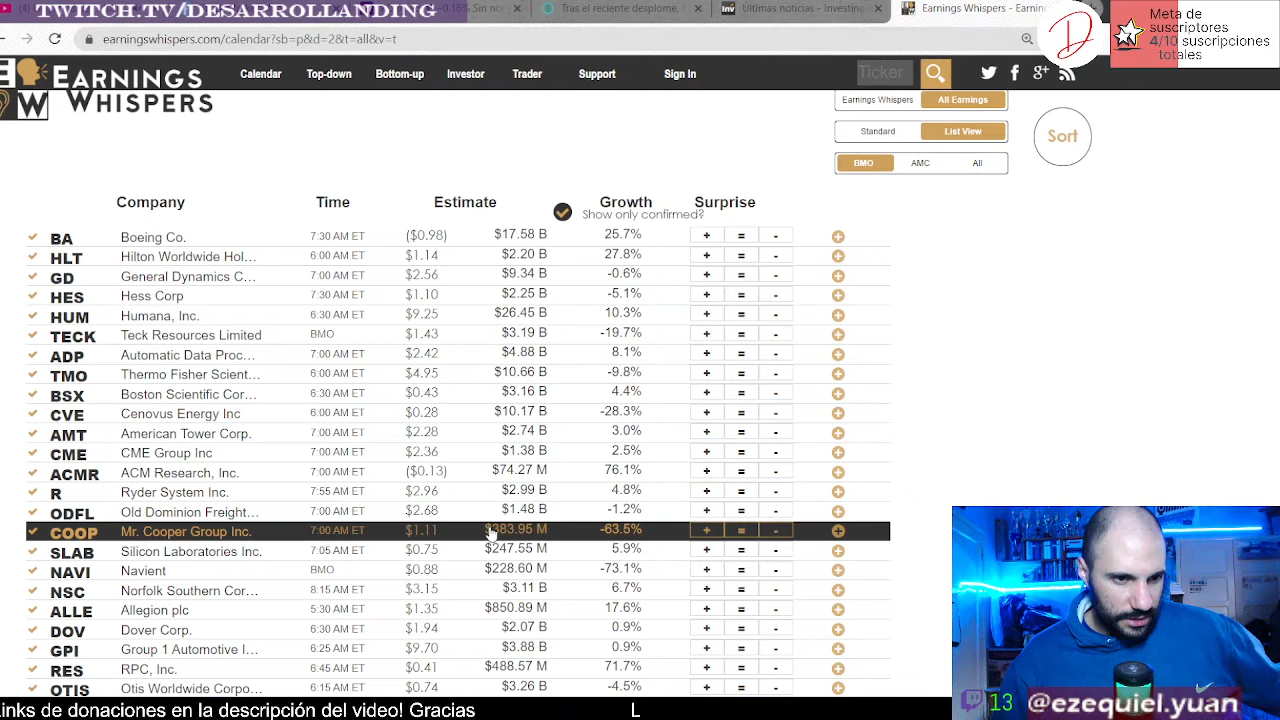 TWITCH.TV/DESARROLLANDING
-0.16% Sin nom
Tras el reciente desplome,
Últimas noticias - Investing
Earnings Whispers - Earnin
earningswhispers.com/calendar?sb=p&d=2&t=all&v=t
Meta de
suscriptores
4/10 suscripciones
totales
EARNINGS
WHISPERS
Calendar Top-down Bottom-up Investor Trader Support Sign In
Ticker
Earnings Whispers All Earnings
Standard List View
Sort
BMO AMC All
Company Time Estimate Growth Surprise
Show only confirmed?
BA Boeing Co. 7:30 AM ET ($0.98) $17.58 B 25.7% + = -
HLT Hilton Worldwide Hol... 6:00 AM ET $1.14 $2.20 B 27.8% + = -
GD General Dynamics C... 7:00 AM ET $2.56 $9.34 B -0.6% + = -
HES Hess Corp 7:30 AM ET $1.10 $2.25 B -5.1% + = -
HUM Humana, Inc. 6:30 AM ET $9.25 $26.45 B 10.3% + = -
TECK Teck Resources Limited BMO $1.43 $3.19 B -19.7% + = -
ADP Automatic Data Proc... 7:00 AM ET $2.42 $4.88 B 8.1% + = -
TMO Thermo Fisher Scient... 6:00 AM ET $4.95 $10.66 B -9.8% + = -
BSX Boston Scientific Cor... 6:30 AM ET $0.43 $3.16 B 4.4% + = -
CVE Cenovus Energy Inc 6:00 AM ET $0.28 $10.17 B -28.3% + = -
AMT American Tower Corp. 7:00 AM ET $2.28 $2.74 B 3.0% + = -
CME CME Group Inc 7:00 AM ET $2.36 $1.38 B 2.5% + = -
ACMR ACM Research, Inc. 7:00 AM ET ($0.13) $74.27 M 76.1% + = -
R Ryder System Inc. 7:55 AM ET $2.96 $2.99 B 4.8% + = -
ODFL Old Dominion Freight... 7:00 AM ET $2.68 $1.48 B -1.2% + = -
COOP Mr. Cooper Group Inc. 7:00 AM ET $1.11 $383.95 M -63.5% + = -
SLAB Silicon Laboratories Inc. 7:05 AM ET $0.75 $247.55 M 5.9% + = -
NAVI Navient BMO $0.88 $228.60 M -73.1% + = -
NSC Norfolk Southern Cor... 8:15 AM ET $3.15 $3.11 B 6.7% + = -
ALLE Allegion plc 5:30 AM ET $1.35 $850.89 M 17.6% + = -
DOV Dover Corp. 6:30 AM ET $1.94 $2.07 B 0.9% + = -
GPI Group 1 Automotive I... 6:00 AM ET $9.70 $3.88 B 0.9% + = -
RES RPC, Inc. 6:45 AM ET $0.41 $488.57 M 71.7% + = -
OTIS Otis Worldwide Corpo... 6:15 AM ET $0.74 $3.26 B -4.5% + = -
13 @ezequiel.yuan
Links de donaciones en la descripción del video! Gracias L